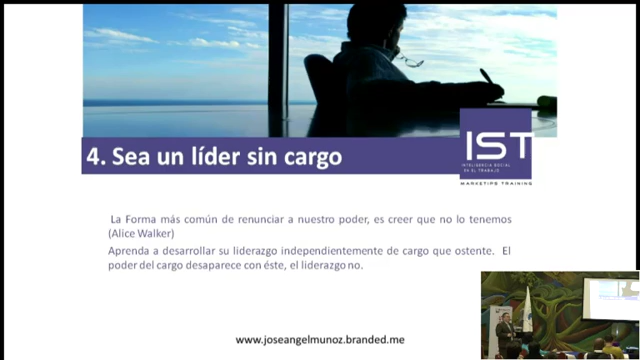 4. Sea un líder sin cargo
IST
INTELIGENCIA SOCIAL
EN EL TRABAJO
MARKETIPS TRAINING
La Forma más común de renunciar a nuestro poder, es creer que no lo tenemos
(Alice Walker)
Aprenda a desarrollar su liderazgo independientemente de cargo que ostente. El
poder del cargo desaparece con éste, el liderazgo no.
www.joseangelmunoz.branded.me